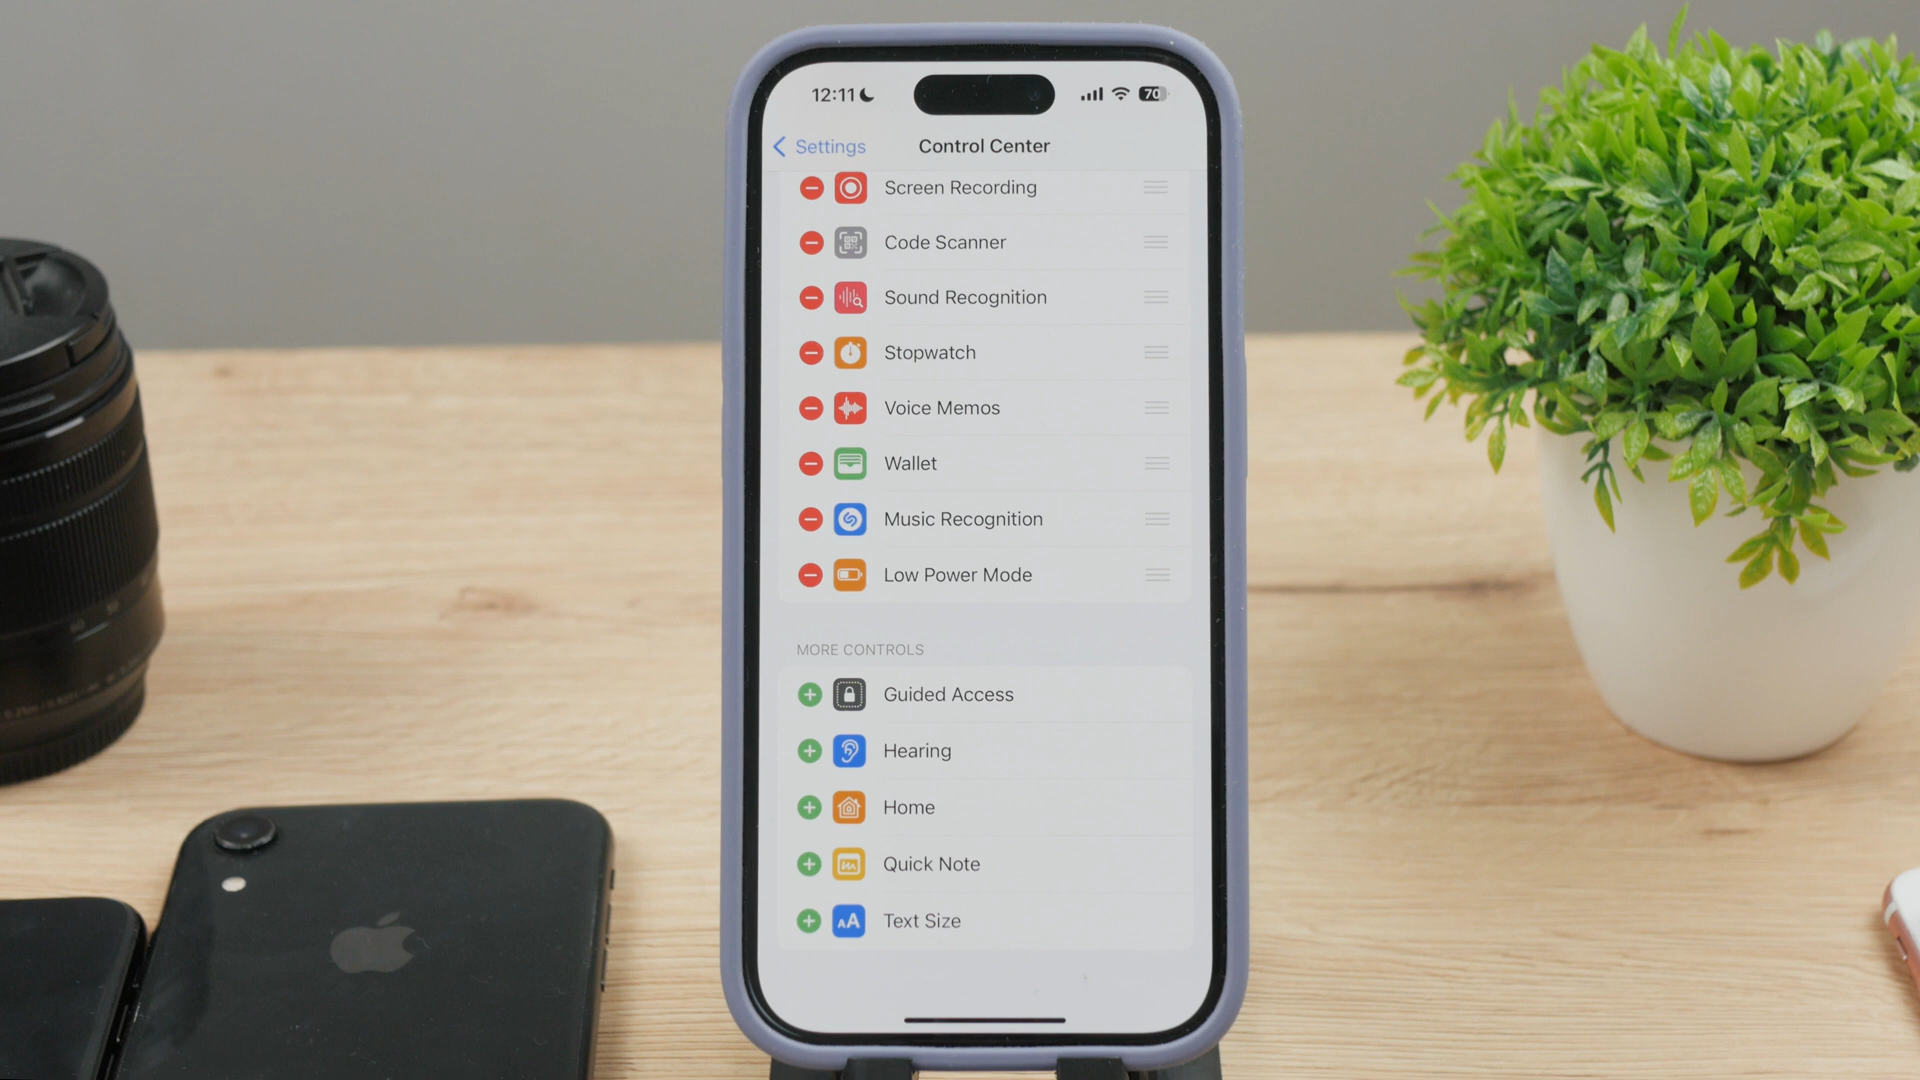 12:11
70
Settings
Control Center
Screen Recording
Code Scanner
Sound Recognition
Stopwatch
Voice Memos
Wallet
Music Recognition
Low Power Mode
MORE CONTROLS
Guided Access
Hearing
Home
Quick Note
AA Text Size